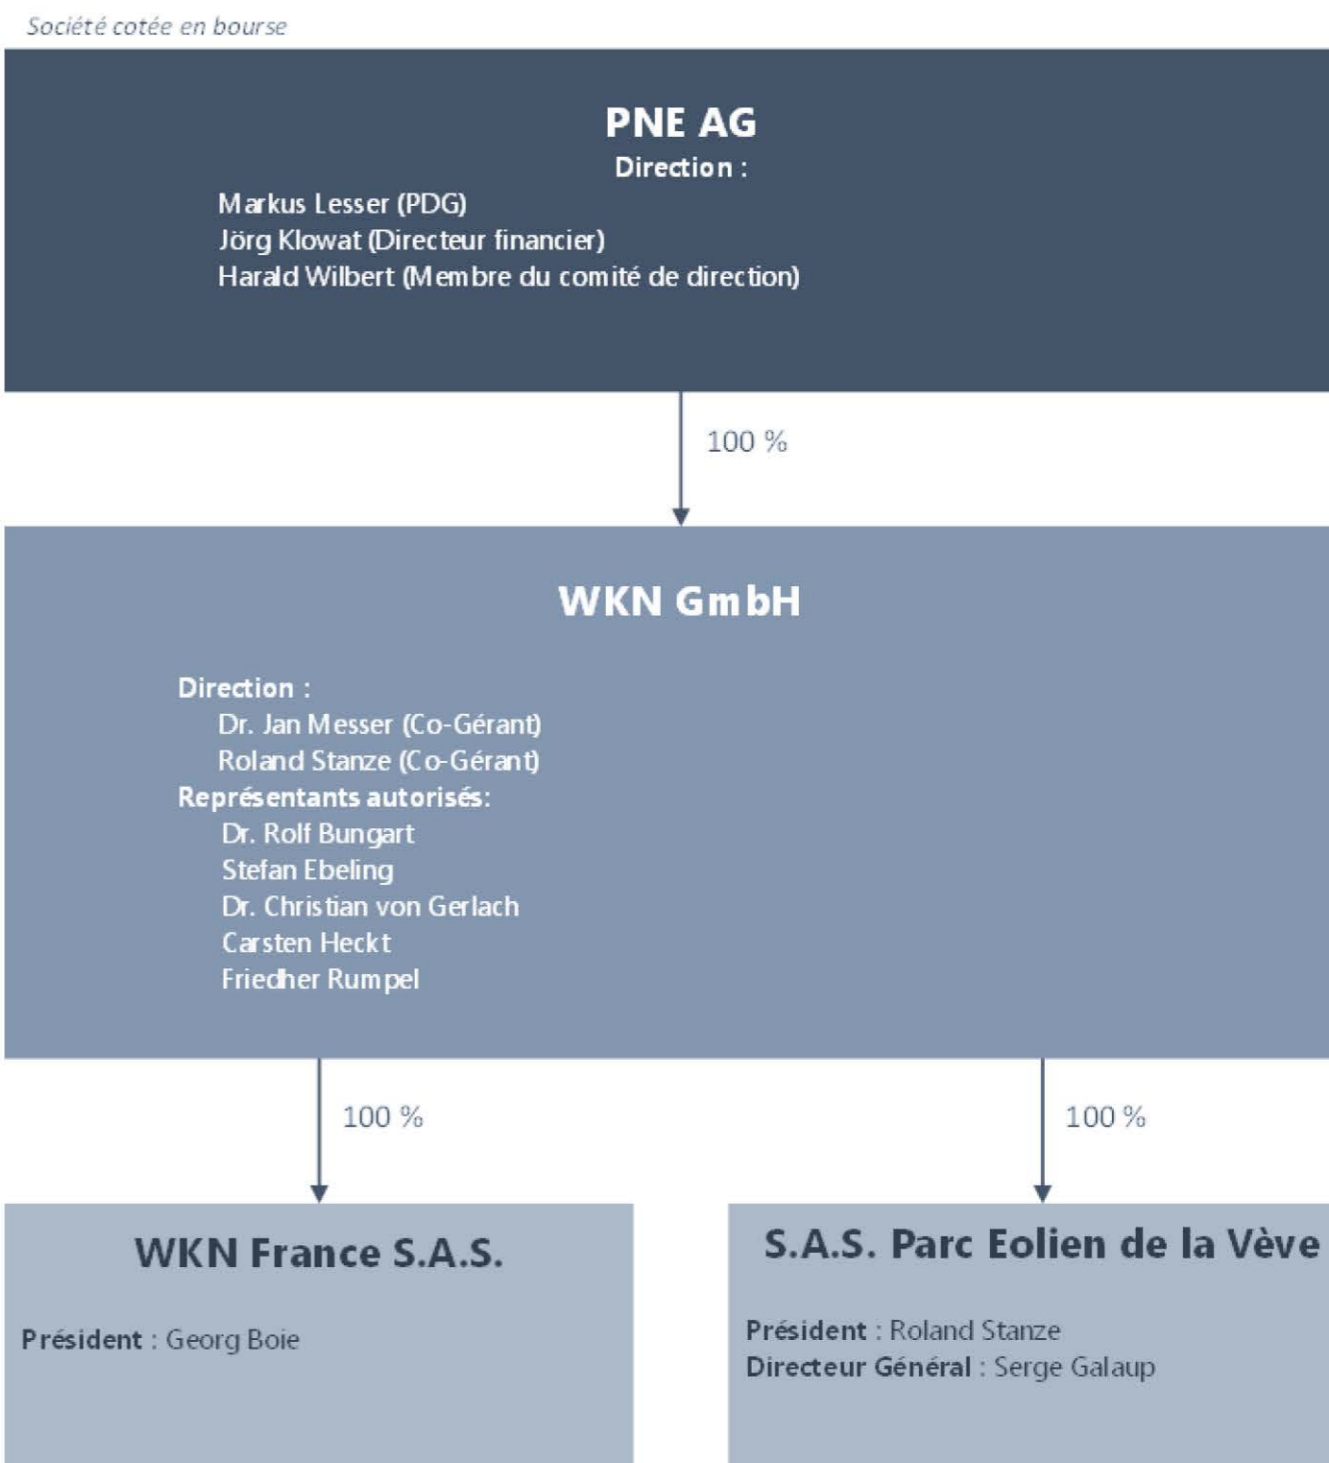 Société cotée en bourse
PNE AG
Direction :
Markus Lesser (PDG)
Jörg Klowat (Directeur financier)
Harald Wilbert (Membre du comité de direction)
100 %
WKN GmbH
Direction :
Dr. Jan Messer (Co-Gérant)
Roland Stanze (Co-Gérant)
Représentants autorisés:
Dr. Rolf Bungart
Stefan Ebeling
Dr. Christian von Gerlach
Carsten Heckt
Friedher Rumpel
100 %
100 %
WKN France S.A.S.
Président : Georg Boie
S.A.S. Parc Eolien de la Vève
Président : Roland Stanze
Directeur Général : Serge Galaup